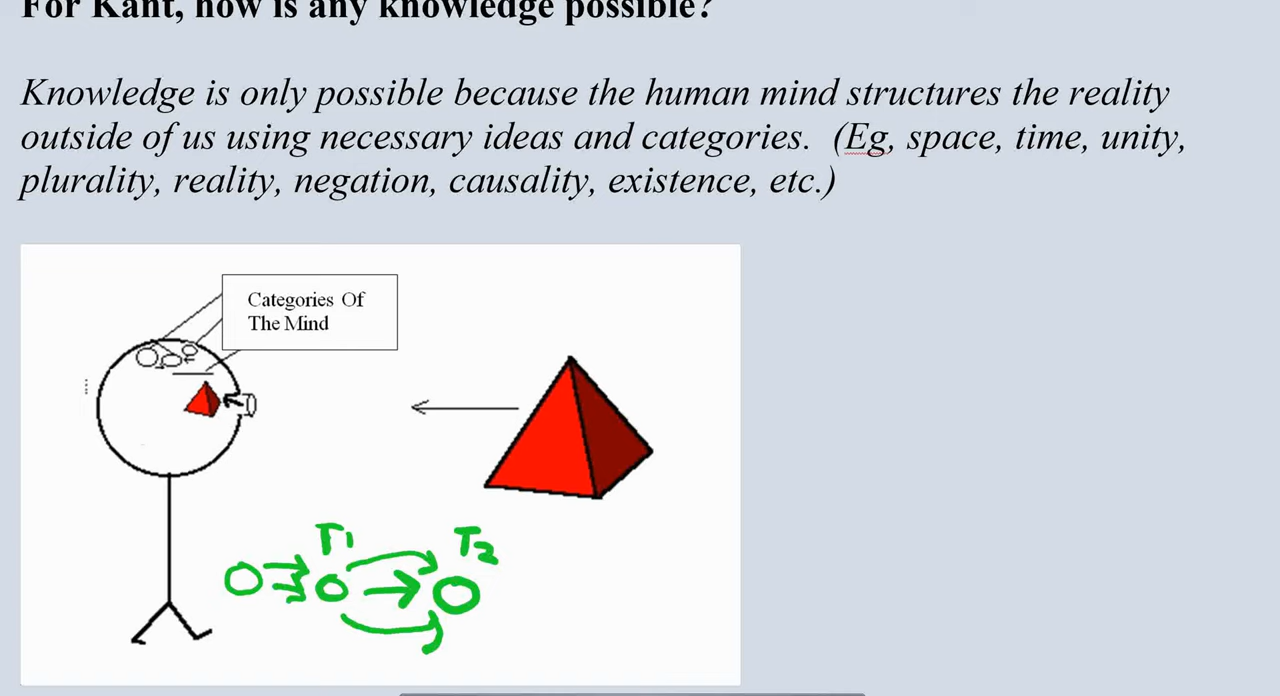 For Kant, how is any knowledge possible?
Knowledge is only possible because the human mind structures the reality
outside of us using necessary ideas and categories.  (Eg, space, time, unity,
plurality, reality, negation, causality, existence, etc.)
Categories Of
The Mind
T1
T2